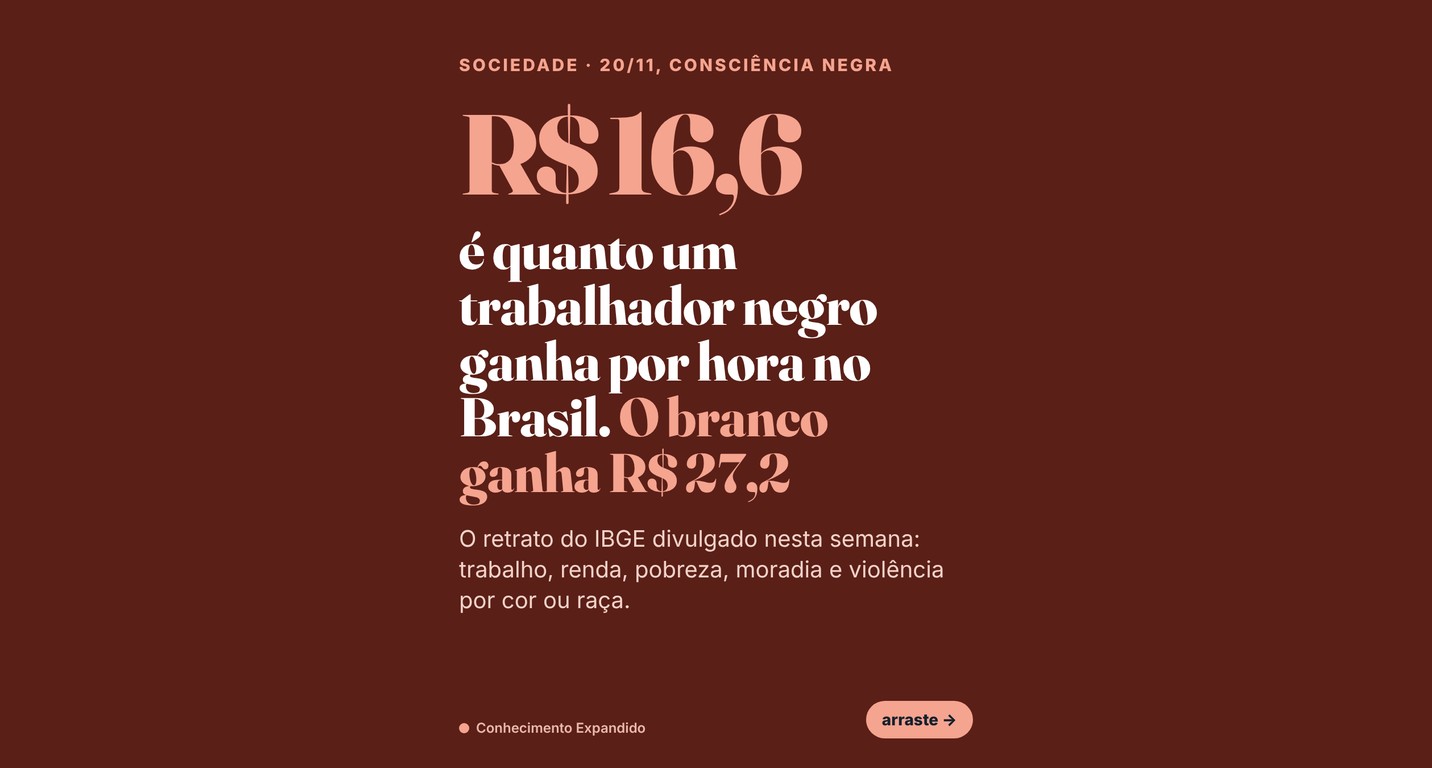 SOCIEDADE · 20/11, CONSCIÊNCIA NEGRA
R$ 16,6
é quanto um
trabalhador negro
ganha por hora no
Brasil. O branco
ganha R$ 27,2
O retrato do IBGE divulgado nesta semana:
trabalho, renda, pobreza, moradia e violência
por cor ou raça.
Conhecimento Expandido
arraste →